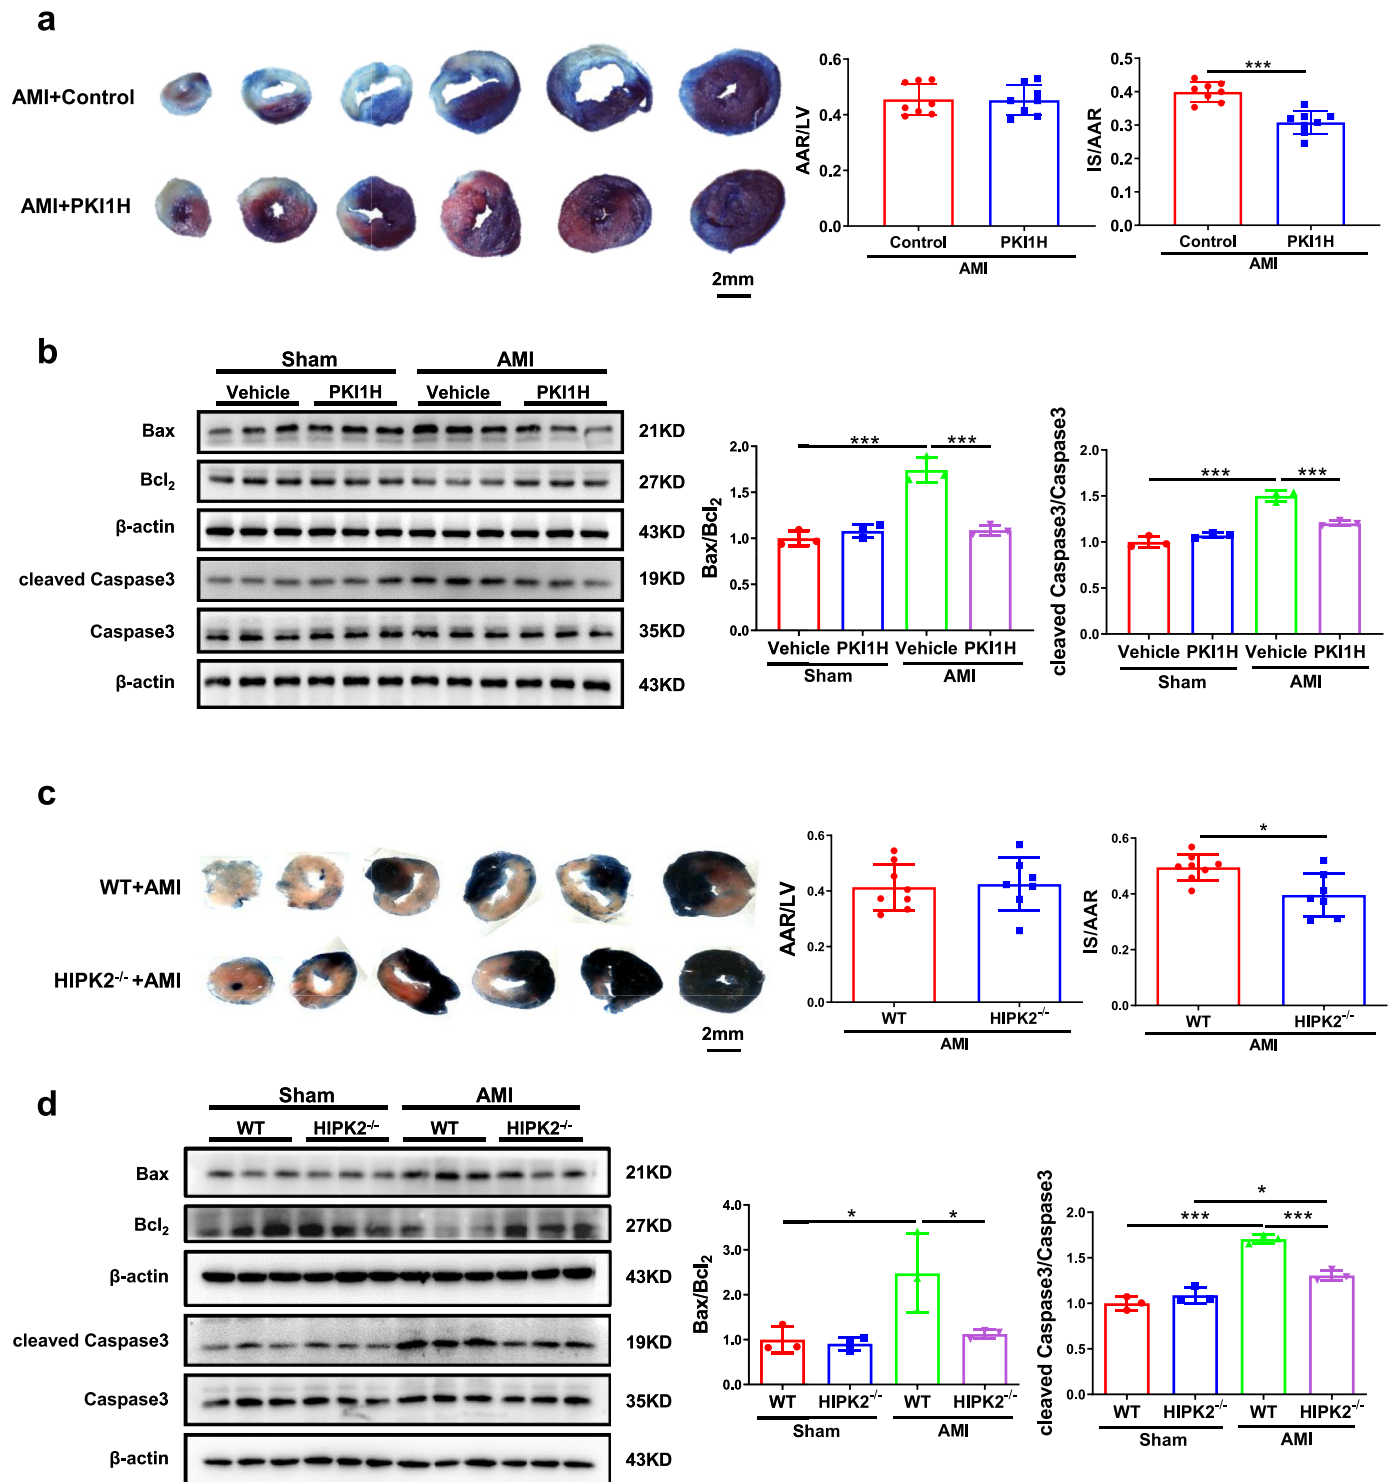 a
AMI+Control
AMI+PKI1H
2mm
AAR/LV
0.6
0.4
0.2
0.0
Control
PKI1H
AMI
IS/AAR
0.5
0.4
0.3
0.2
0.1
0.0
***
Control
PKI1H
AMI
b
Sham
AMI
Vehicle
PKI1H
Vehicle
PKI1H
Bax
21KD
Bcl₂
27KD
β-actin
43KD
cleaved Caspase3
19KD
Caspase3
35KD
β-actin
43KD
Bax/Bcl₂
2.0
1.5
1.0
0.5
0.0
***
***
Vehicle PKI1H Vehicle PKI1H
Sham
AMI
cleaved Caspase3/Caspase3
2.0
1.5
1.0
0.5
0.0
***
***
Vehicle PKI1H Vehicle PKI1H
Sham
AMI
c
WT+AMI
HIPK2⁻/⁻+AMI
2mm
AAR/LV
0.6
0.4
0.2
0.0
WT
HIPK2⁻/⁻
AMI
IS/AAR
0.6
0.4
0.2
0.0
*
WT
HIPK2⁻/⁻
AMI
d
Sham
AMI
WT
HIPK2⁻/⁻
WT
HIPK2⁻/⁻
Bax
21KD
Bcl₂
27KD
β-actin
43KD
cleaved Caspase3
19KD
Caspase3
35KD
β-actin
43KD
Bax/Bcl₂
4.0
3.0
2.0
1.0
0.0
*
*
WT HIPK2⁻/⁻ WT HIPK2⁻/⁻
Sham
AMI
cleaved Caspase3/Caspase3
2.0
1.5
1.0
0.5
0.0
*
***
***
WT HIPK2⁻/⁻ WT HIPK2⁻/⁻
Sham
AMI